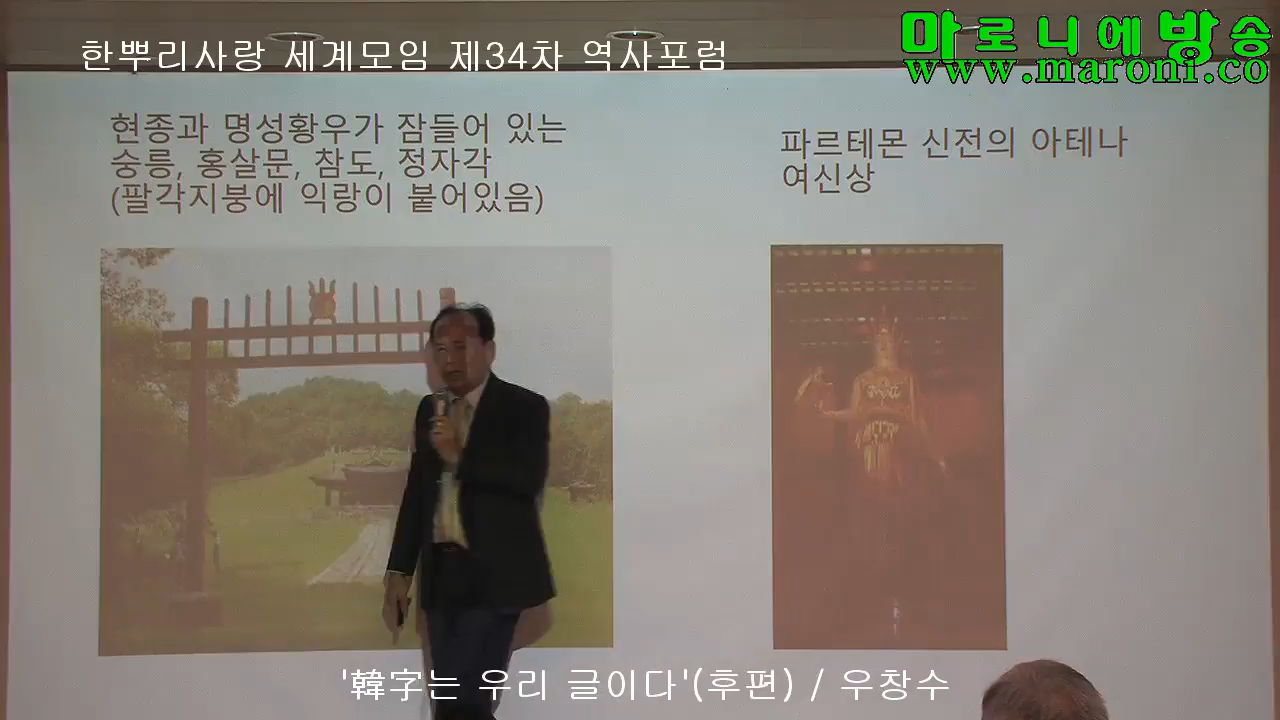 한뿌리사랑 세계모임 제34차 역사포럼
마로니에방송
www.maroni.co
현종과 명성황우가 잠들어 있는
숭릉, 홍살문, 참도, 정자각
(팔각지붕에 익랑이 붙어있음)
파르테몬 신전의 아테나
여신상
'韓字는 우리 글이다'(후편) / 우창수